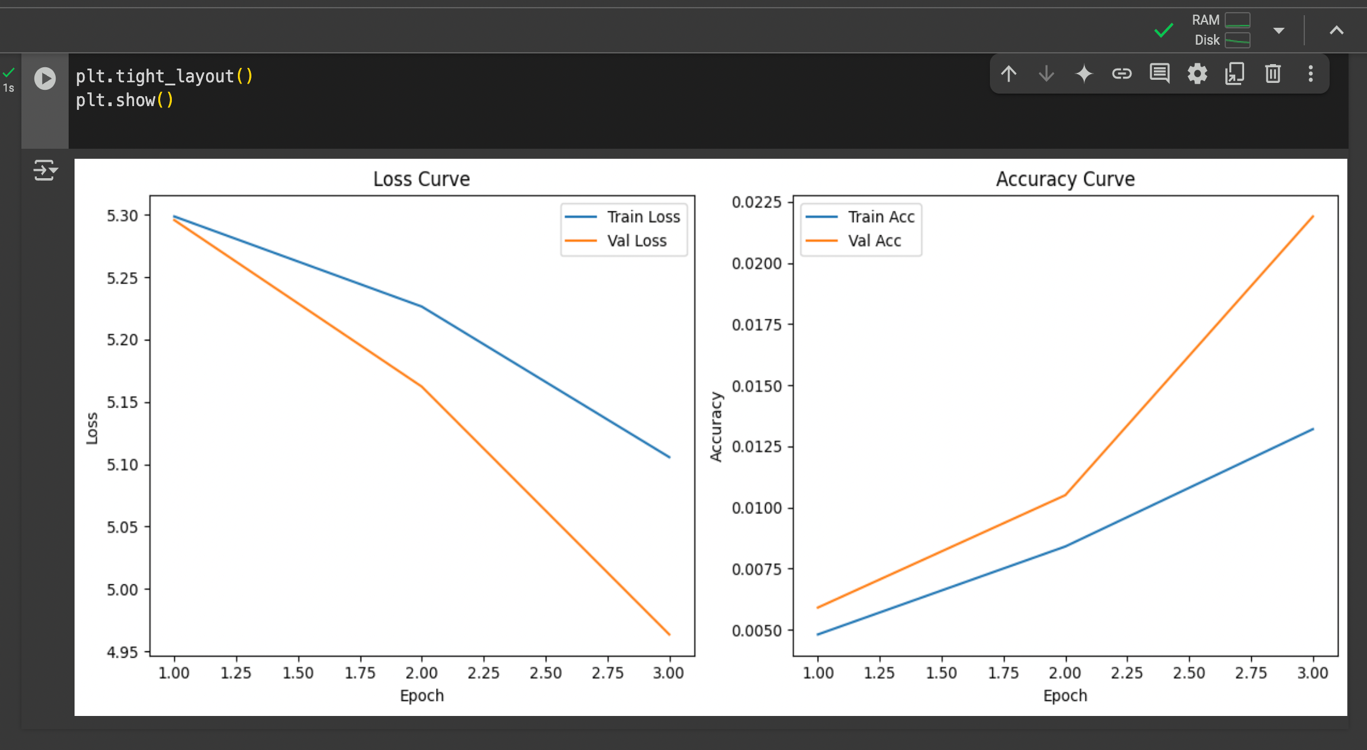 RAM
Disk
1s
plt.tight_layout()
plt.show()
Loss Curve
Train Loss
Val Loss
5.30
5.25
5.20
5.15
5.10
5.05
5.00
4.95
Loss
1.00 1.25 1.50 1.75 2.00 2.25 2.50 2.75 3.00
Epoch
Accuracy Curve
Train Acc
Val Acc
0.0225
0.0200
0.0175
0.0150
0.0125
0.0100
0.0075
0.0050
Accuracy
1.00 1.25 1.50 1.75 2.00 2.25 2.50 2.75 3.00
Epoch